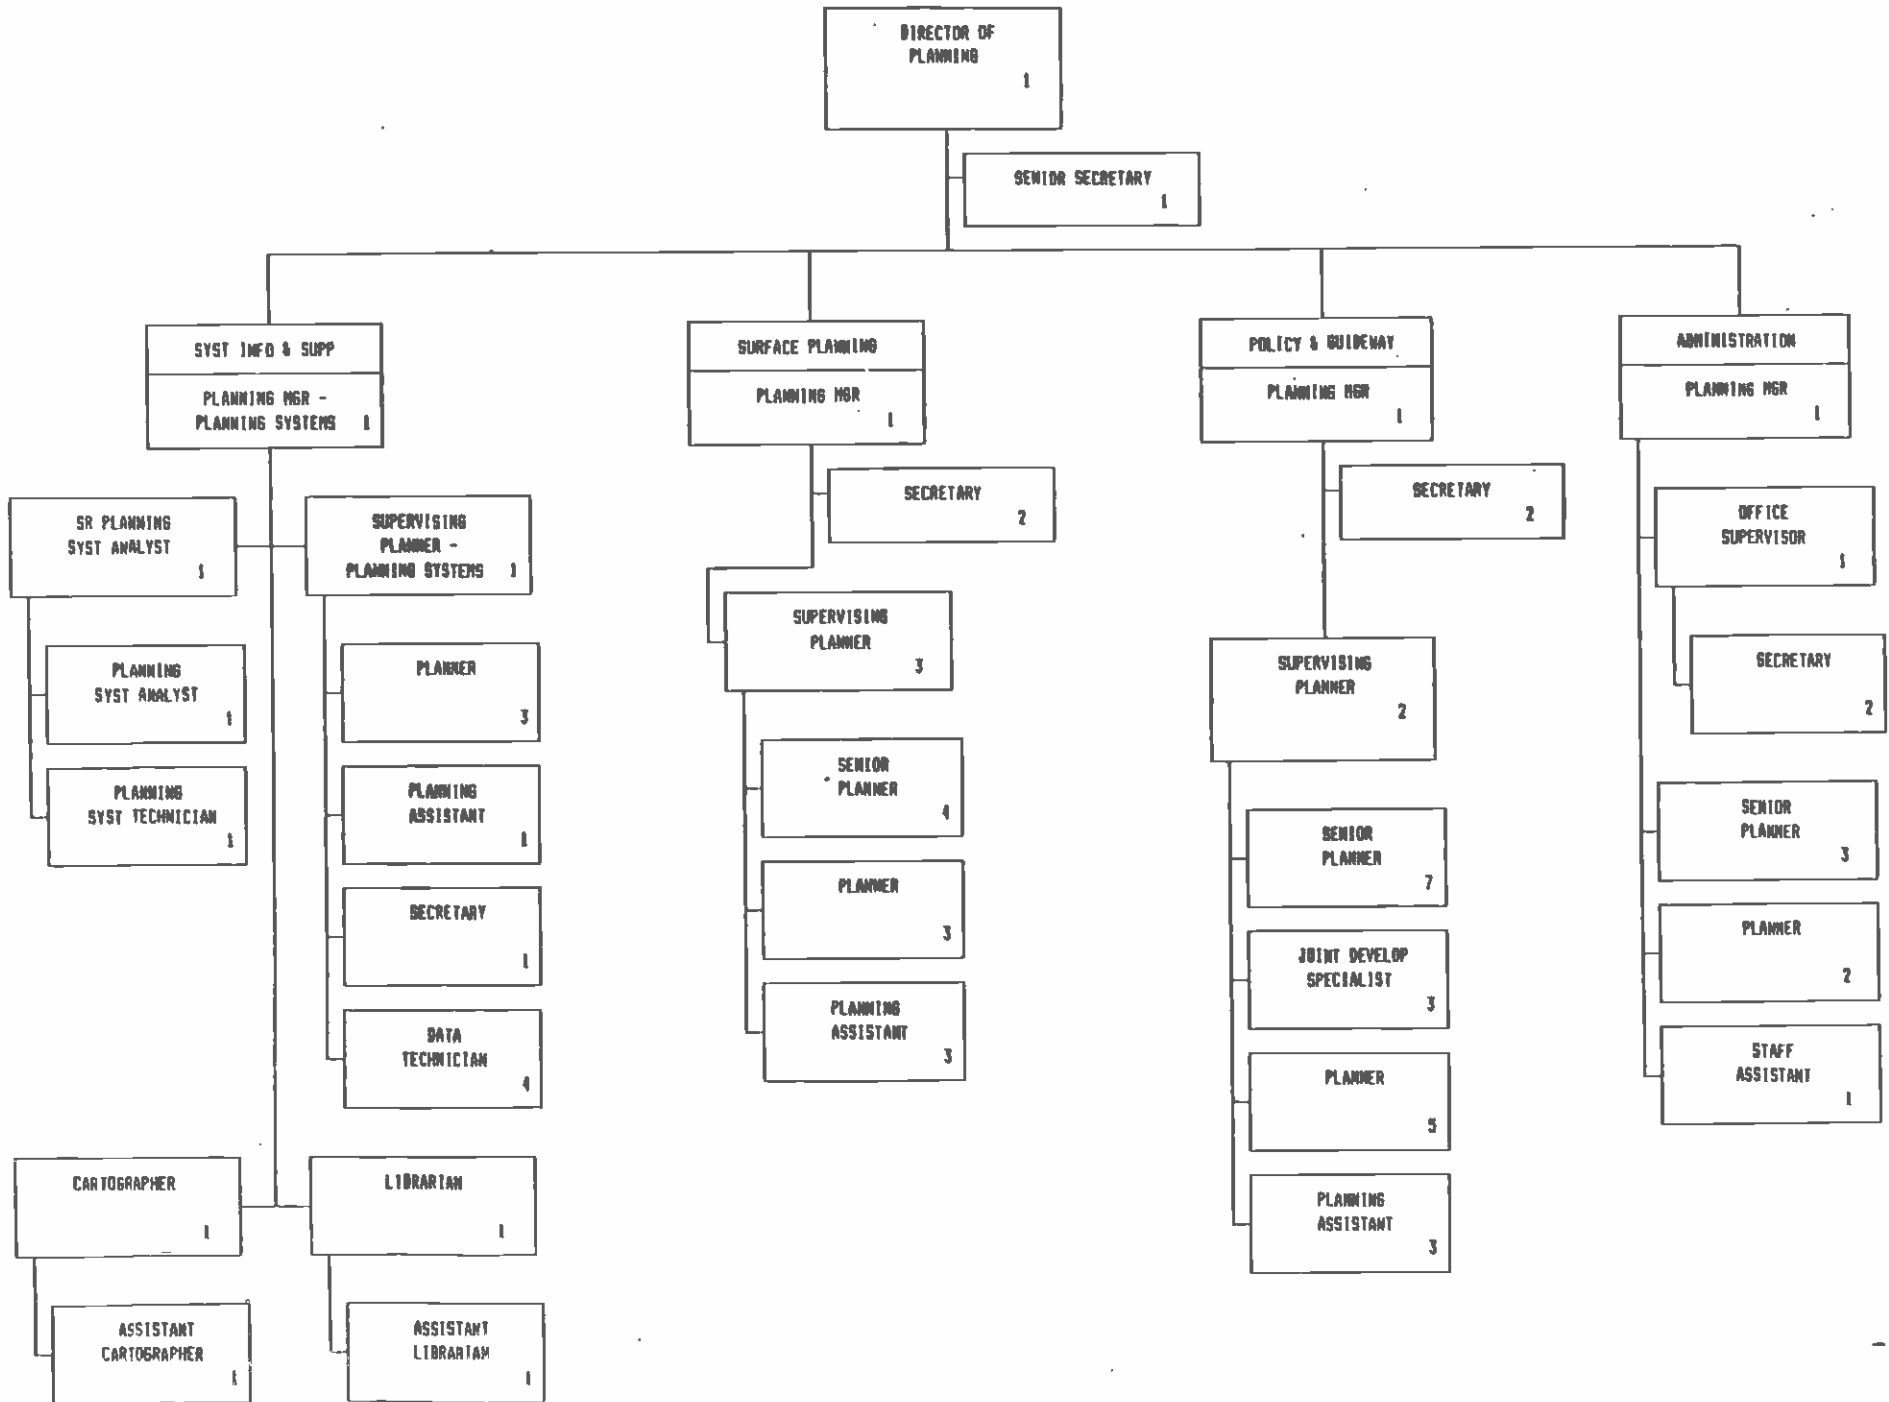 DIRECTOR OF
PLANNING
1
SENIOR SECRETARY
1
SYST INFO & SUPP
PLANNING MGR -
PLANNING SYSTEMS 1
SR PLANNING
SYST ANALYST
1
PLANNING
SYST ANALYST
1
PLANNING
SYST TECHNICIAN
1
SUPERVISING
PLANNER -
PLANNING SYSTEMS 1
PLANNER
3
PLANNING
ASSISTANT
1
SECRETARY
1
DATA
TECHNICIAN
4
CARTOGRAPHER
1
ASSISTANT
CARTOGRAPHER
1
LIBRARIAN
1
ASSISTANT
LIBRARIAN
1
SURFACE PLANNING
PLANNING MGR
1
SECRETARY
2
SUPERVISING
PLANNER
3
SENIOR
PLANNER
4
PLANNER
3
PLANNING
ASSISTANT
3
POLICY & GUIDEWAY
PLANNING MGR
1
SECRETARY
2
SUPERVISING
PLANNER
2
SENIOR
PLANNER
7
JOINT DEVELOP
SPECIALIST
3
PLANNER
5
PLANNING
ASSISTANT
3
ADMINISTRATION
PLANNING MGR
1
OFFICE
SUPERVISOR
1
SECRETARY
2
SENIOR
PLANNER
3
PLANNER
2
STAFF
ASSISTANT
1